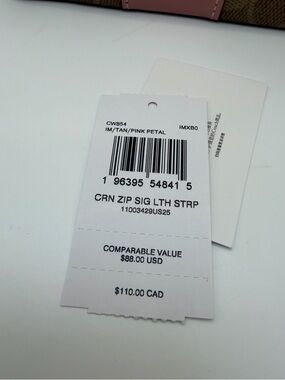 CW854 IMXB0
IM/TAN/PINK PETAL
1 96395 54841 5
CRN ZIP SIG LTH STRP
11003429US25
COMPARABLE VALUE
$88.00 USD
$110.00 CAD